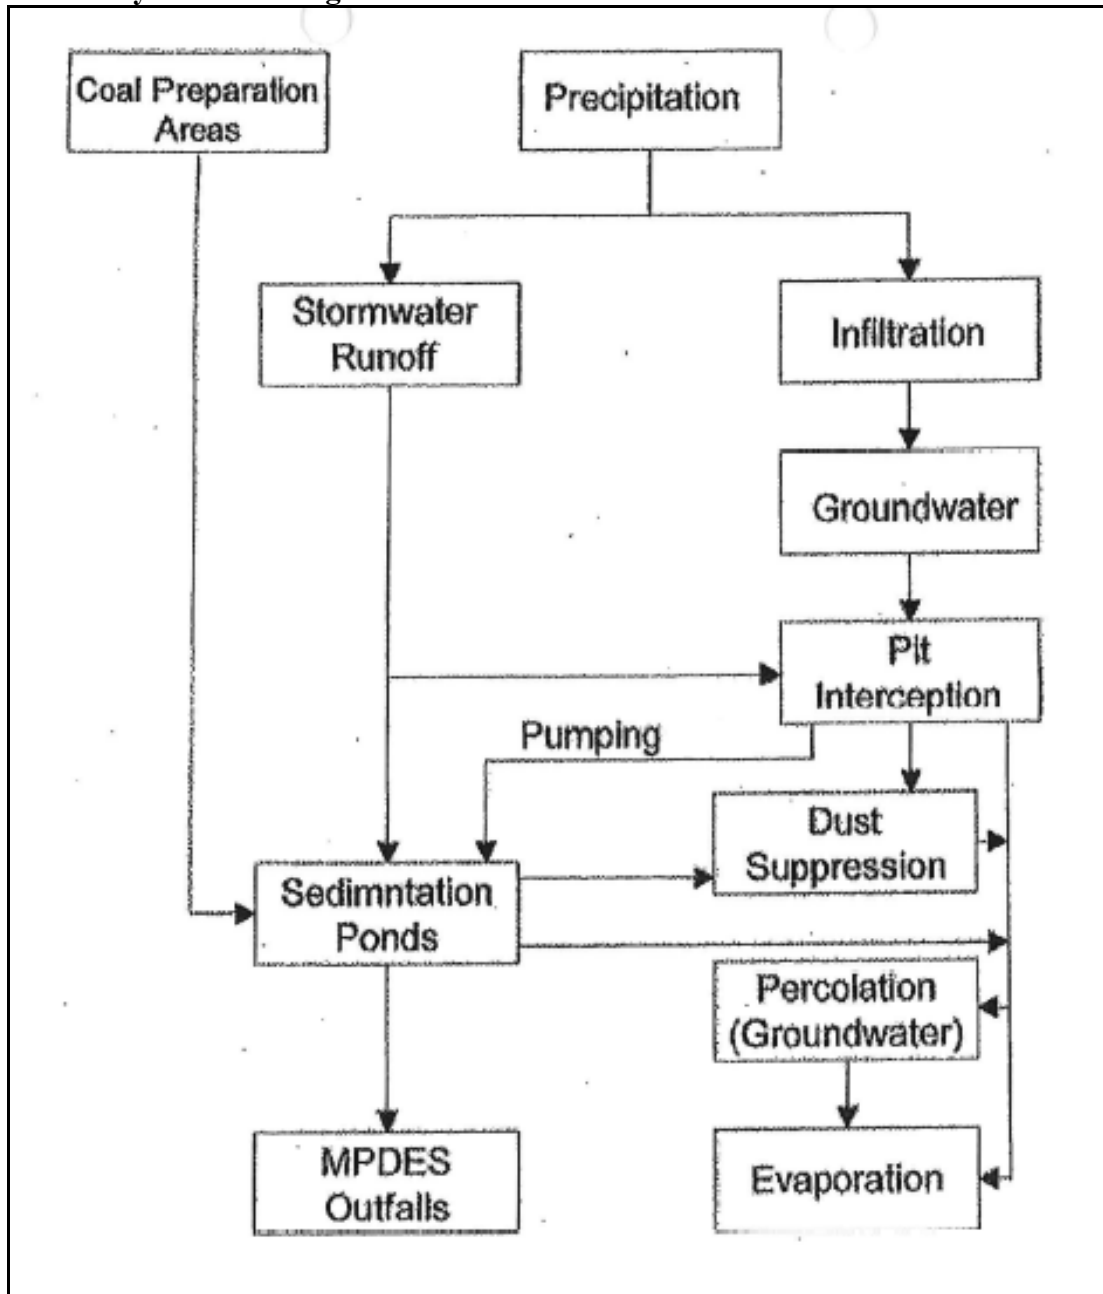 Coal Preparation
Areas
Precipitation
Stormwater
Runoff
Infiltration
Groundwater
Pit
Interception
Pumping
Dust
Suppression
Sedimntation
Ponds
Percolation
(Groundwater)
MPDES
Outfalls
Evaporation